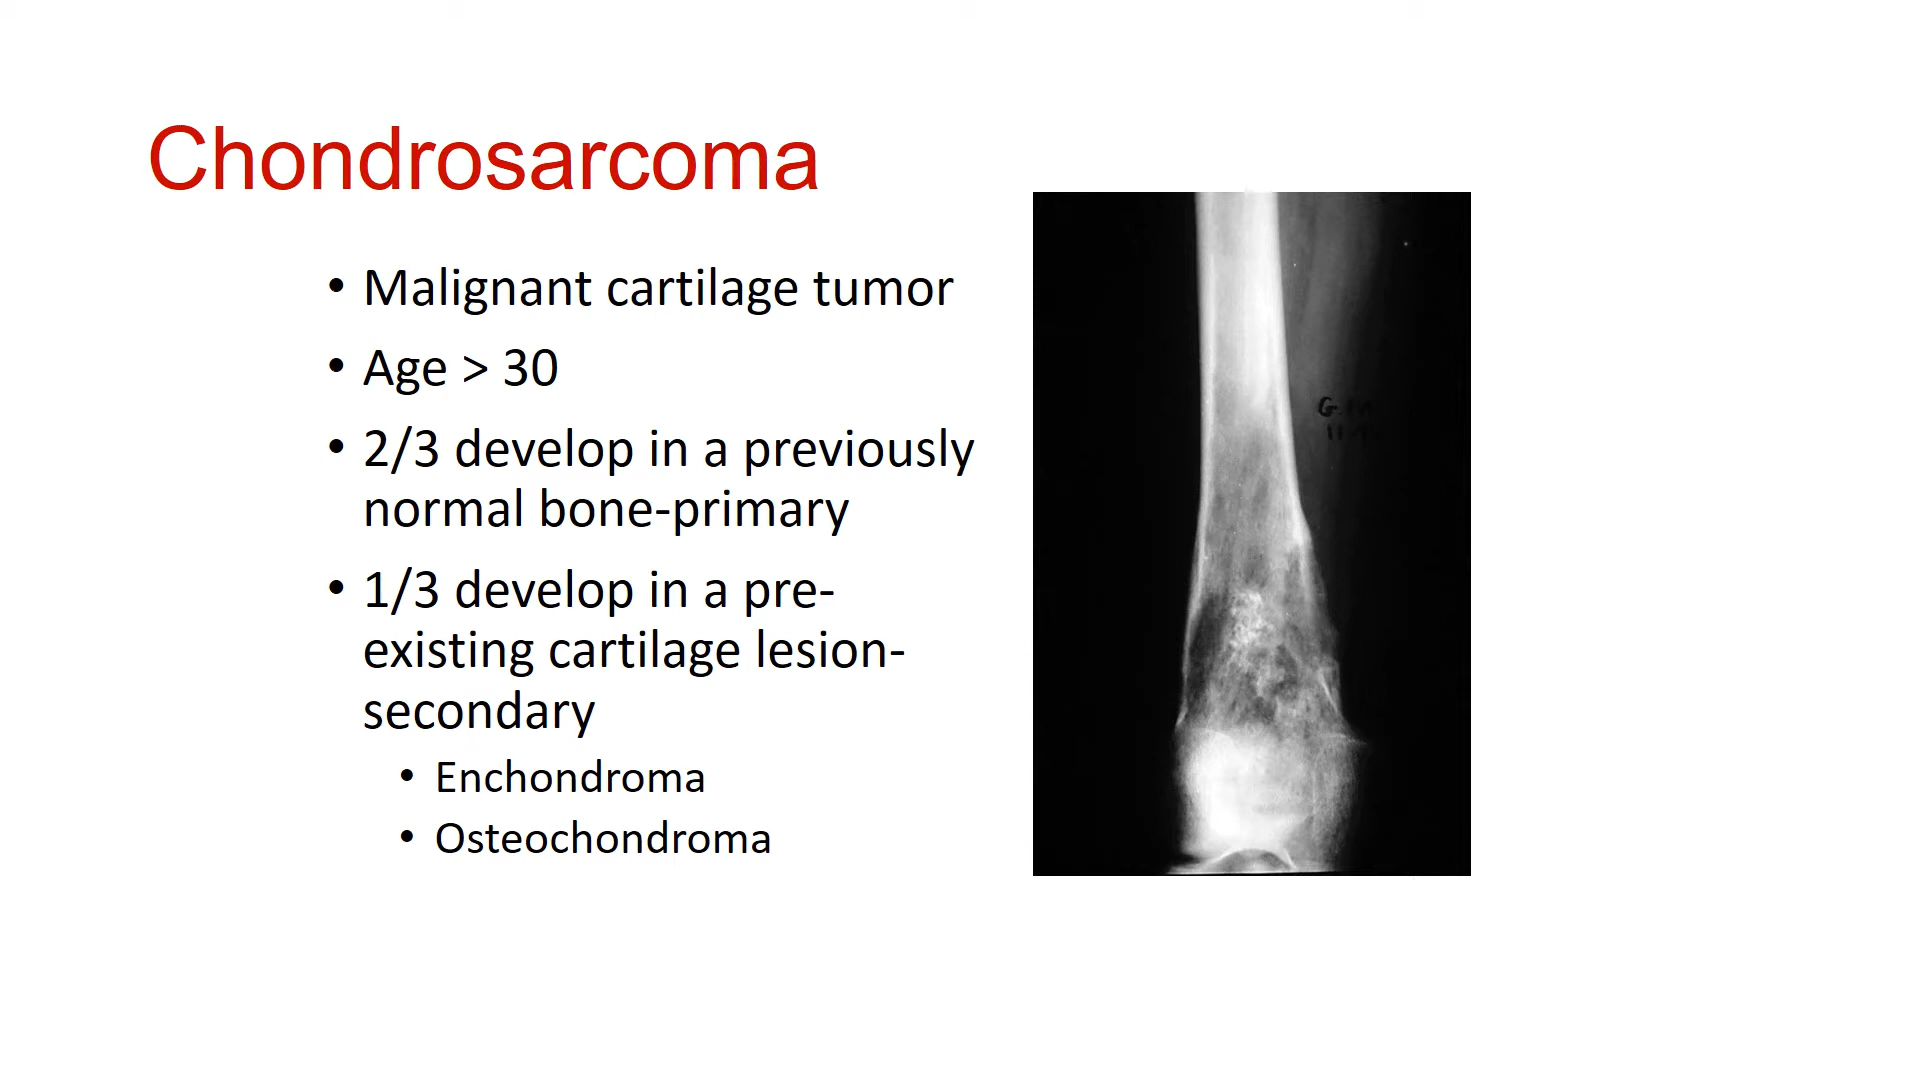 Chondrosarcoma
• Malignant cartilage tumor
• Age > 30
• 2/3 develop in a previously
normal bone-primary
• 1/3 develop in a pre-
existing cartilage lesion-
secondary
• Enchondroma
• Osteochondroma